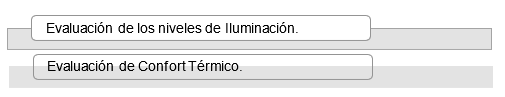 Evaluación de los niveles de Iluminación.
Evaluación de Confort Térmico.